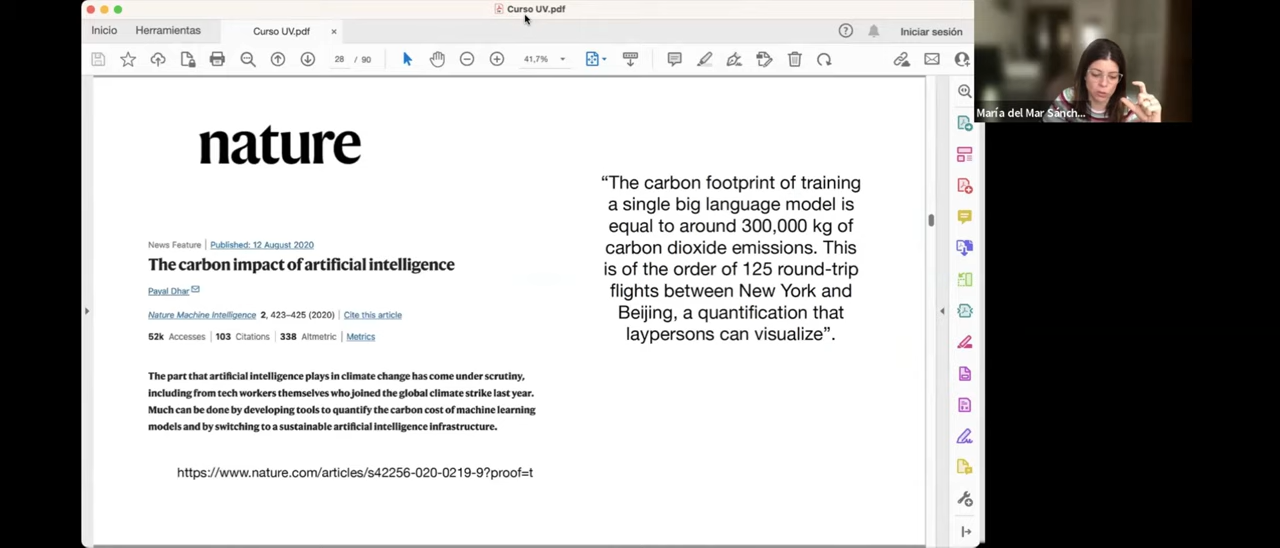 Curso UV.pdf
Inicio Herramientas Curso UV.pdf × Iniciar sesión
28 / 90 41,7%
María del Mar Sánch...
nature
“The carbon footprint of training
a single big language model is
equal to around 300,000 kg of
carbon dioxide emissions. This
is of the order of 125 round-trip
flights between New York and
Beijing, a quantification that
laypersons can visualize”.
News Feature | Published: 12 August 2020
The carbon impact of artificial intelligence
Payal Dhar
Nature Machine Intelligence 2, 423–425 (2020) | Cite this article
52k Accesses | 103 Citations | 338 Altmetric | Metrics
The part that artificial intelligence plays in climate change has come under scrutiny,
including from tech workers themselves who joined the global climate strike last year.
Much can be done by developing tools to quantify the carbon cost of machine learning
models and by switching to a sustainable artificial intelligence infrastructure.
https://www.nature.com/articles/s42256-020-0219-9?proof=t